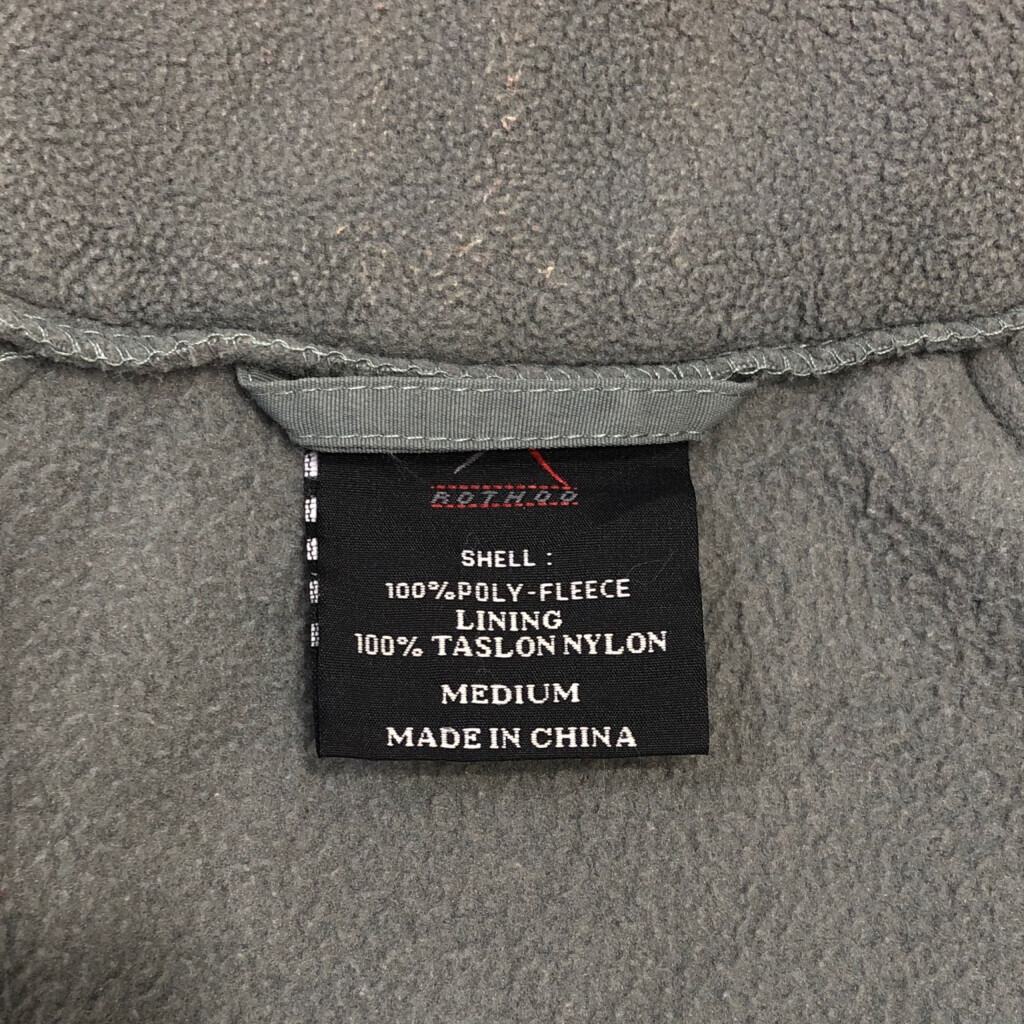 ROTHCO
SHELL :
100%POLY-FLEECE
LINING
100% TASLON NYLON
MEDIUM
MADE IN CHINA